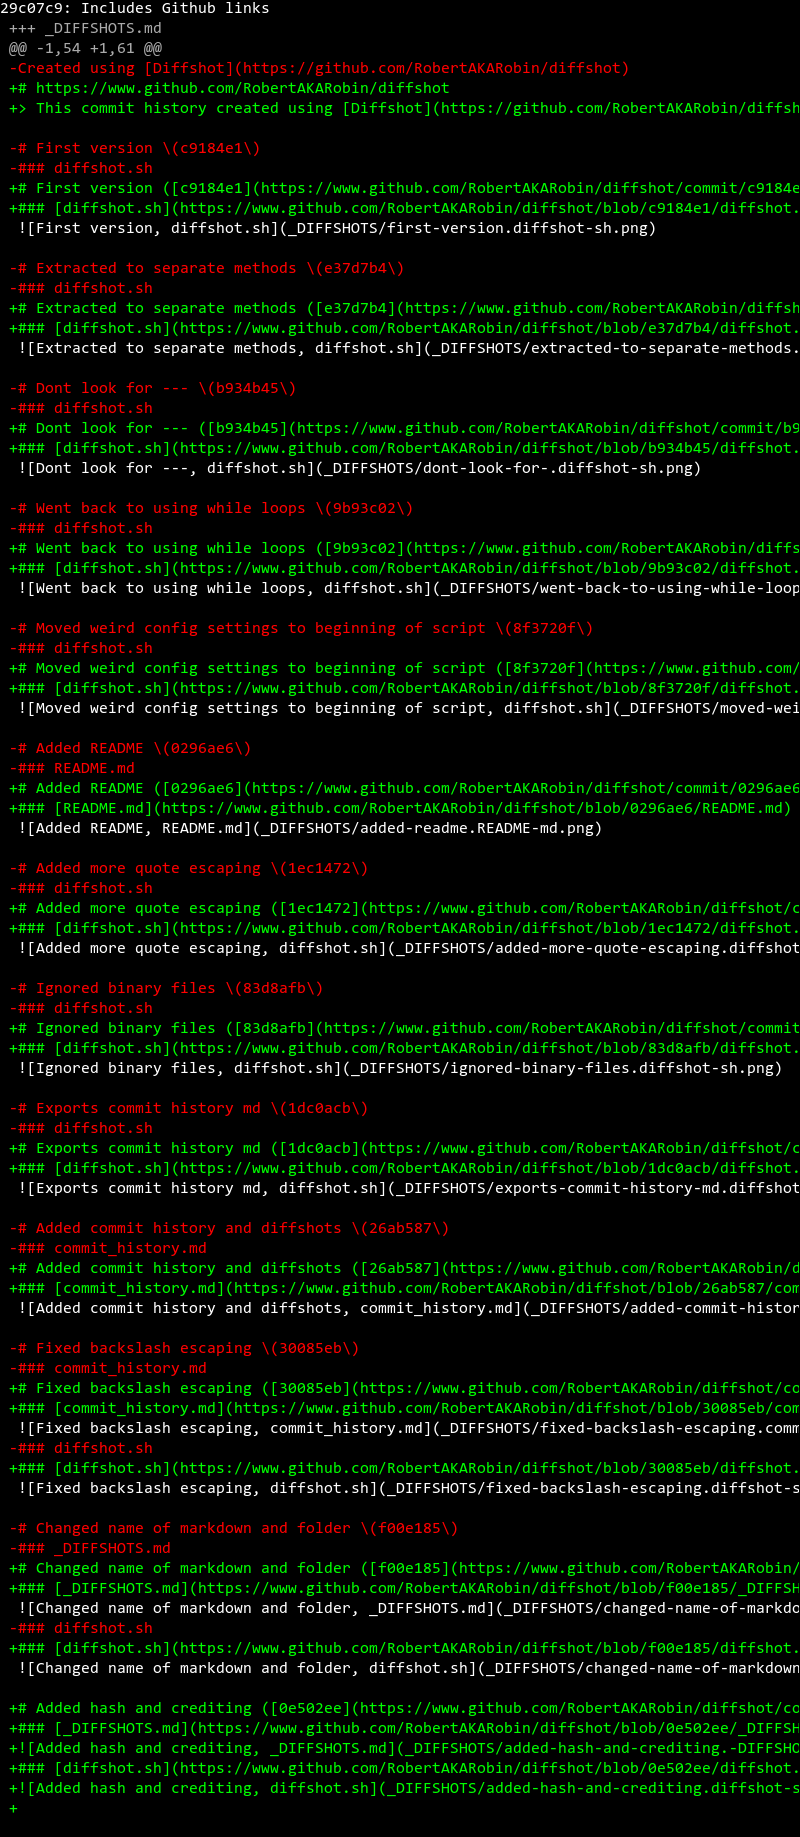 29c07c9: Includes Github links
+++ _DIFFSHOTS.md
@@ -1,54 +1,61 @@
-Created using [Diffshot](https://github.com/RobertAKARobin/diffshot)
+# https://www.github.com/RobertAKARobin/diffshot
+> This commit history created using [Diffshot](https://github.com/RobertAKARobin/diffsh
-# First version \(c9184e1\)
-### diffshot.sh
+# First version ([c9184e1](https://www.github.com/RobertAKARobin/diffshot/commit/c9184e
+### [diffshot.sh](https://www.github.com/RobertAKARobin/diffshot/blob/c9184e1/diffshot.
![First version, diffshot.sh](_DIFFSHOTS/first-version.diffshot-sh.png)
-# Extracted to separate methods \(e37d7b4\)
-### diffshot.sh
+# Extracted to separate methods ([e37d7b4](https://www.github.com/RobertAKARobin/diffsh
+### [diffshot.sh](https://www.github.com/RobertAKARobin/diffshot/blob/e37d7b4/diffshot.
![Extracted to separate methods, diffshot.sh](_DIFFSHOTS/extracted-to-separate-methods.
-# Dont look for --- \(b934b45\)
-### diffshot.sh
+# Dont look for --- ([b934b45](https://www.github.com/RobertAKARobin/diffshot/commit/b9
+### [diffshot.sh](https://www.github.com/RobertAKARobin/diffshot/blob/b934b45/diffshot.
![Dont look for ---, diffshot.sh](_DIFFSHOTS/dont-look-for-.diffshot-sh.png)
-# Went back to using while loops \(9b93c02\)
-### diffshot.sh
+# Went back to using while loops ([9b93c02](https://www.github.com/RobertAKARobin/diffs
+### [diffshot.sh](https://www.github.com/RobertAKARobin/diffshot/blob/9b93c02/diffshot.
![Went back to using while loops, diffshot.sh](_DIFFSHOTS/went-back-to-using-while-loop
-# Moved weird config settings to beginning of script \(8f3720f\)
-### diffshot.sh
+# Moved weird config settings to beginning of script ([8f3720f](https://www.github.com/
+### [diffshot.sh](https://www.github.com/RobertAKARobin/diffshot/blob/8f3720f/diffshot.
![Moved weird config settings to beginning of script, diffshot.sh](_DIFFSHOTS/moved-wei
-# Added README \(0296ae6\)
-### README.md
+# Added README ([0296ae6](https://www.github.com/RobertAKARobin/diffshot/commit/0296ae6
+### [README.md](https://www.github.com/RobertAKARobin/diffshot/blob/0296ae6/README.md)
![Added README, README.md](_DIFFSHOTS/added-readme.README-md.png)
-# Added more quote escaping \(1ec1472\)
-### diffshot.sh
+# Added more quote escaping ([1ec1472](https://www.github.com/RobertAKARobin/diffshot/c
+### [diffshot.sh](https://www.github.com/RobertAKARobin/diffshot/blob/1ec1472/diffshot.
![Added more quote escaping, diffshot.sh](_DIFFSHOTS/added-more-quote-escaping.diffshot
-# Ignored binary files \(83d8afb\)
-### diffshot.sh
+# Ignored binary files ([83d8afb](https://www.github.com/RobertAKARobin/diffshot/commit
+### [diffshot.sh](https://www.github.com/RobertAKARobin/diffshot/blob/83d8afb/diffshot.
![Ignored binary files, diffshot.sh](_DIFFSHOTS/ignored-binary-files.diffshot-sh.png)
-# Exports commit history md \(1dc0acb\)
-### diffshot.sh
+# Exports commit history md ([1dc0acb](https://www.github.com/RobertAKARobin/diffshot/c
+### [diffshot.sh](https://www.github.com/RobertAKARobin/diffshot/blob/1dc0acb/diffshot.
![Exports commit history md, diffshot.sh](_DIFFSHOTS/exports-commit-history-md.diffshot
-# Added commit history and diffshots \(26ab587\)
-### commit_history.md
+# Added commit history and diffshots ([26ab587](https://www.github.com/RobertAKARobin/d
+### [commit_history.md](https://www.github.com/RobertAKARobin/diffshot/blob/26ab587/com
![Added commit history and diffshots, commit_history.md](_DIFFSHOTS/added-commit-histor
-# Fixed backslash escaping \(30085eb\)
-### commit_history.md
+# Fixed backslash escaping ([30085eb](https://www.github.com/RobertAKARobin/diffshot/co
+### [commit_history.md](https://www.github.com/RobertAKARobin/diffshot/blob/30085eb/com
![Fixed backslash escaping, commit_history.md](_DIFFSHOTS/fixed-backslash-escaping.comm
-### diffshot.sh
+### [diffshot.sh](https://www.github.com/RobertAKARobin/diffshot/blob/30085eb/diffshot.
![Fixed backslash escaping, diffshot.sh](_DIFFSHOTS/fixed-backslash-escaping.diffshot-s
-# Changed name of markdown and folder \(f00e185\)
-### _DIFFSHOTS.md
+# Changed name of markdown and folder ([f00e185](https://www.github.com/RobertAKARobin/
+### [_DIFFSHOTS.md](https://www.github.com/RobertAKARobin/diffshot/blob/f00e185/_DIFFSH
![Changed name of markdown and folder, _DIFFSHOTS.md](_DIFFSHOTS/changed-name-of-markdo
-### diffshot.sh
+### [diffshot.sh](https://www.github.com/RobertAKARobin/diffshot/blob/f00e185/diffshot.
![Changed name of markdown and folder, diffshot.sh](_DIFFSHOTS/changed-name-of-markdown
+# Added hash and crediting ([0e502ee](https://www.github.com/RobertAKARobin/diffshot/co
+### [_DIFFSHOTS.md](https://www.github.com/RobertAKARobin/diffshot/blob/0e502ee/_DIFFSH
+![Added hash and crediting, _DIFFSHOTS.md](_DIFFSHOTS/added-hash-and-crediting.-DIFFSHO
+### [diffshot.sh](https://www.github.com/RobertAKARobin/diffshot/blob/0e502ee/diffshot.
+![Added hash and crediting, diffshot.sh](_DIFFSHOTS/added-hash-and-crediting.diffshot-s
+